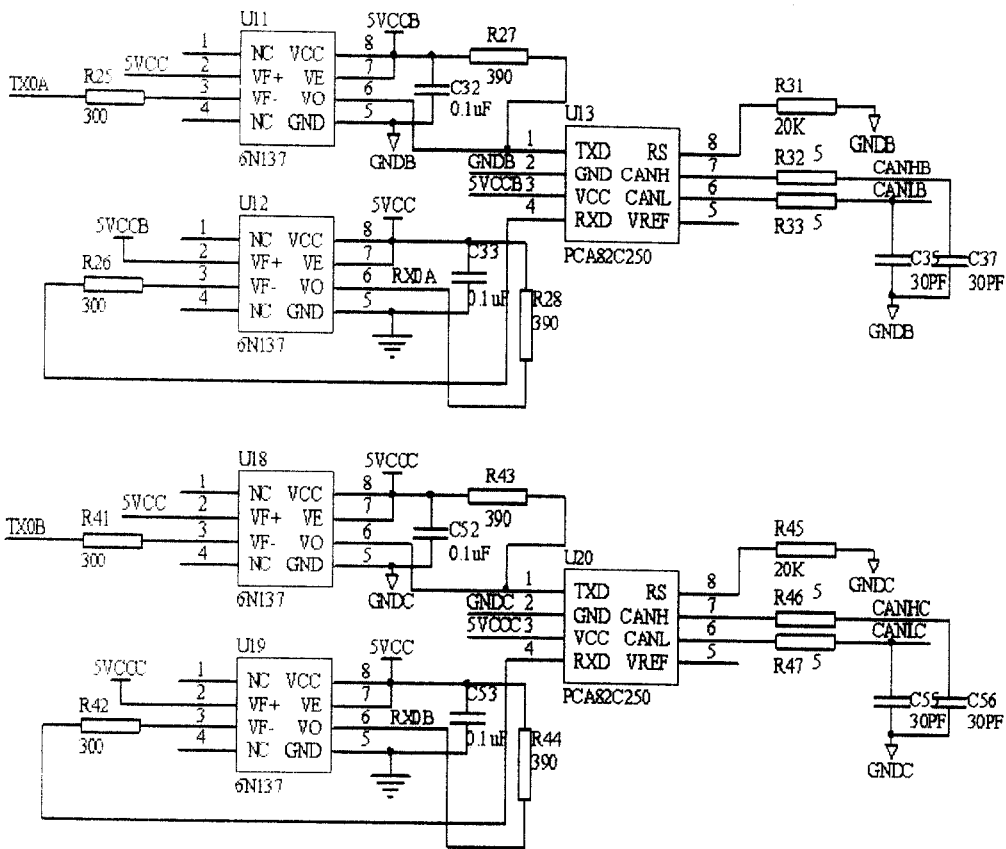 U11
5VCCB
1 NC VCC 8
R27
390
5VCC
2 VF+ VE 7
TX0A
R25
300
3 VF- VO 6
C32
0.1uF
4 NC GND 5
6N137
GNDB
U13
R31
20K
GNDB
1 TXD RS 8
GNDB 2 GND CANH 7
R32 5
CANHB
5VCCB 3 VCC CANL 6
CANLB
4 RXD VREF 5
R33 5
PCA82C250
C35
30PF
C37
30PF
GNDB
U12
5VCC
5VCCB
1 NC VCC 8
2 VF+ VE 7
R26
300
3 VF- VO 6
RX0A
C33
0.1uF
4 NC GND 5
R28
390
6N137
U18
5VCCC
1 NC VCC 8
R43
390
5VCC
2 VF+ VE 7
TX0B
R41
300
3 VF- VO 6
C52
0.1uF
4 NC GND 5
6N137
GNDC
U20
R45
20K
GNDC
1 TXD RS 8
GNDC 2 GND CANH 7
R46 5
CANHC
5VCCC 3 VCC CANL 6
CANLC
4 RXD VREF 5
R47 5
PCA82C250
C55
30PF
C56
30PF
GNDC
U19
5VCC
5VCCC
1 NC VCC 8
2 VF+ VE 7
R42
300
3 VF- VO 6
RX0B
C53
0.1uF
4 NC GND 5
R44
390
6N137